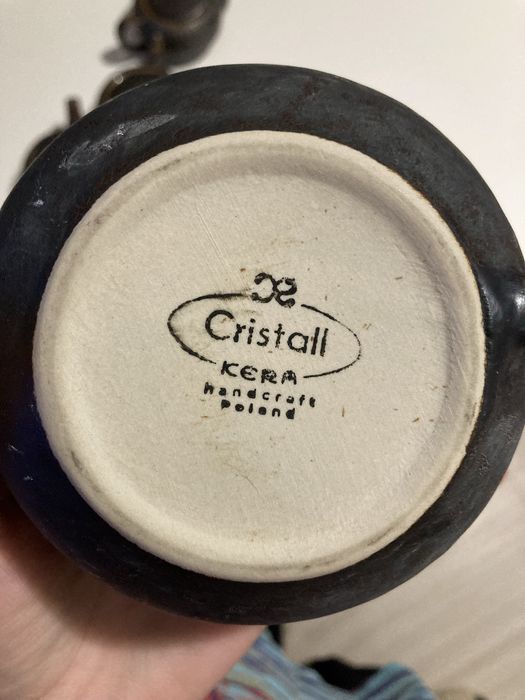 Cristall
KERA
handcraft
Poland